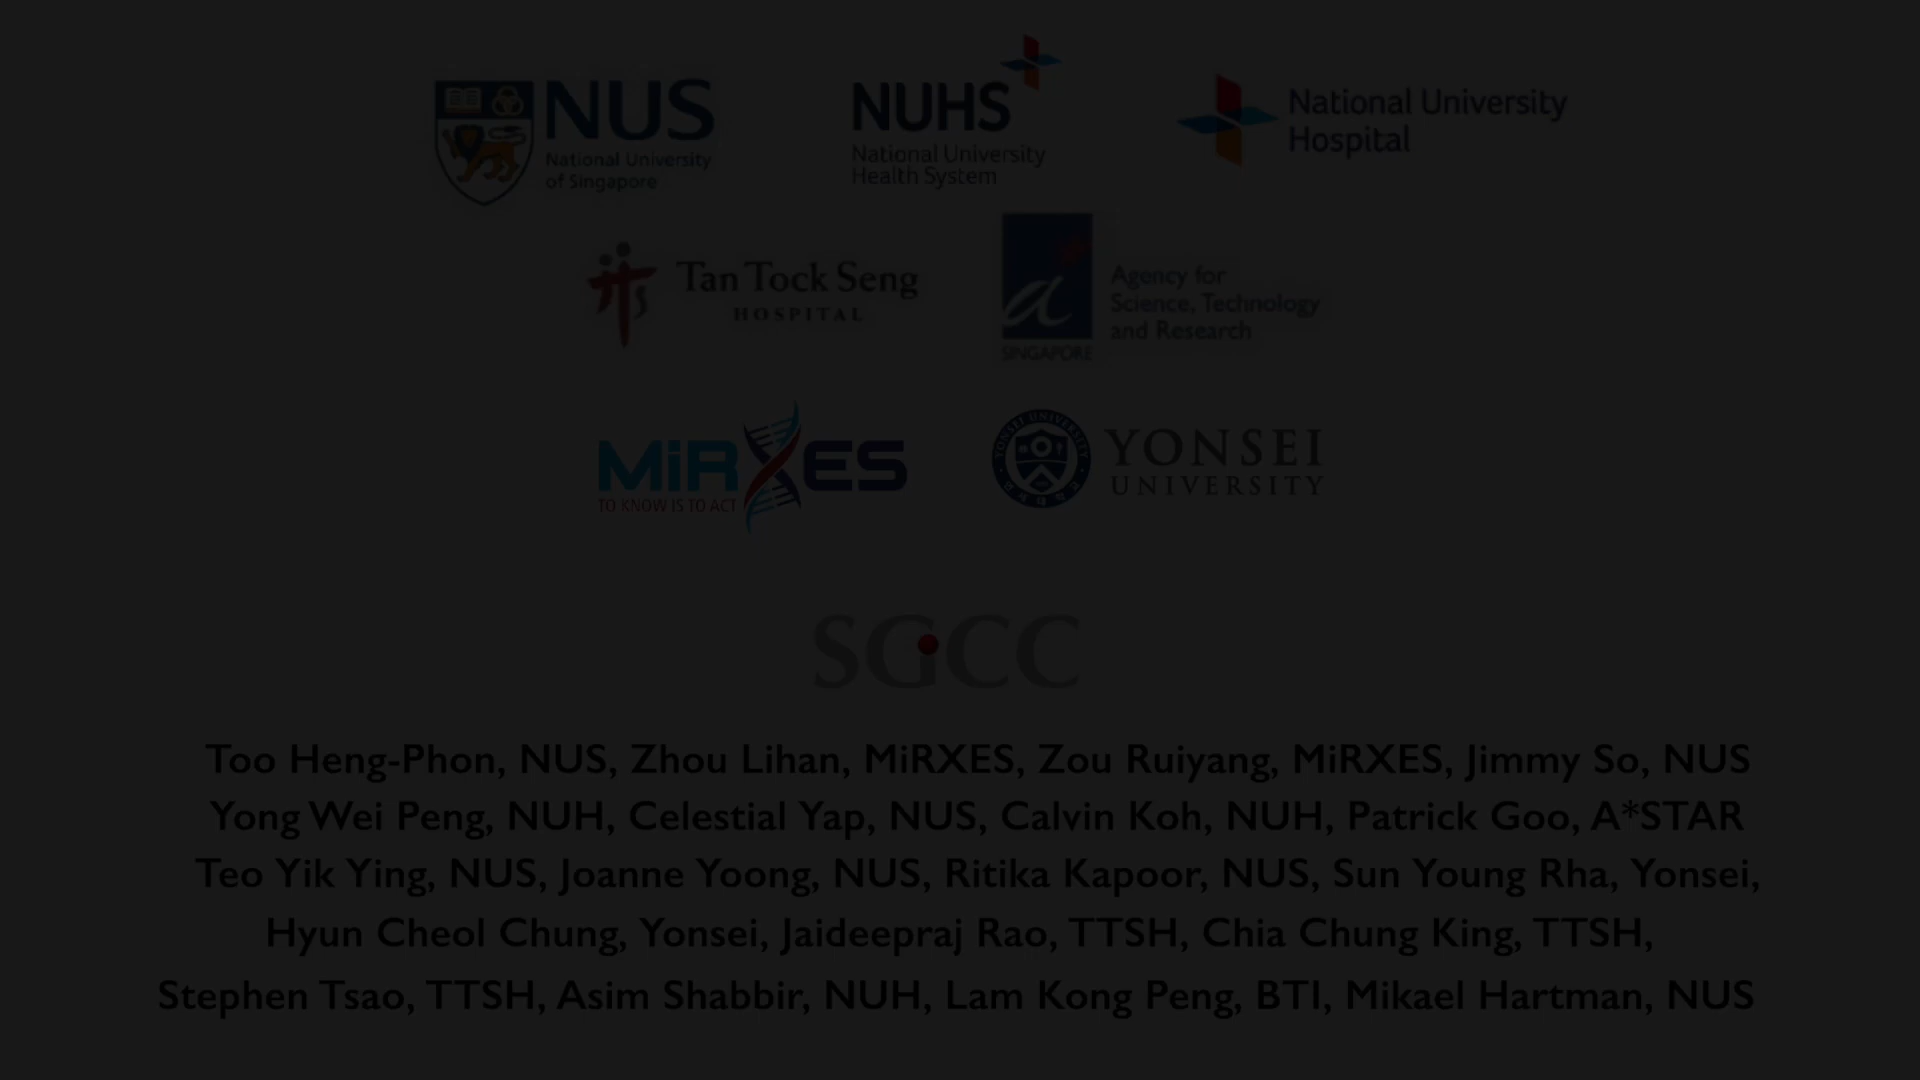 NUS
National University
of Singapore
NUHS
National University
Health System
National University
Hospital
Tan Tock Seng
HOSPITAL
Agency for
Science, Technology
and Research
SINGAPORE
MiRXES
TO KNOW IS TO ACT
YONSEI UNIVERSITY
YONSEI
UNIVERSITY
SGCC
Too Heng-Phon, NUS, Zhou Lihan, MiRXES, Zou Ruiyang, MiRXES, Jimmy So, NUS
Yong Wei Peng, NUH, Celestial Yap, NUS, Calvin Koh, NUH, Patrick Goo, A*STAR
Teo Yik Ying, NUS, Joanne Yoong, NUS, Ritika Kapoor, NUS, Sun Young Rha, Yonsei,
Hyun Cheol Chung, Yonsei, Jaideepraj Rao, TTSH, Chia Chung King, TTSH,
Stephen Tsao, TTSH, Asim Shabbir, NUH, Lam Kong Peng, BTI, Mikael Hartman, NUS